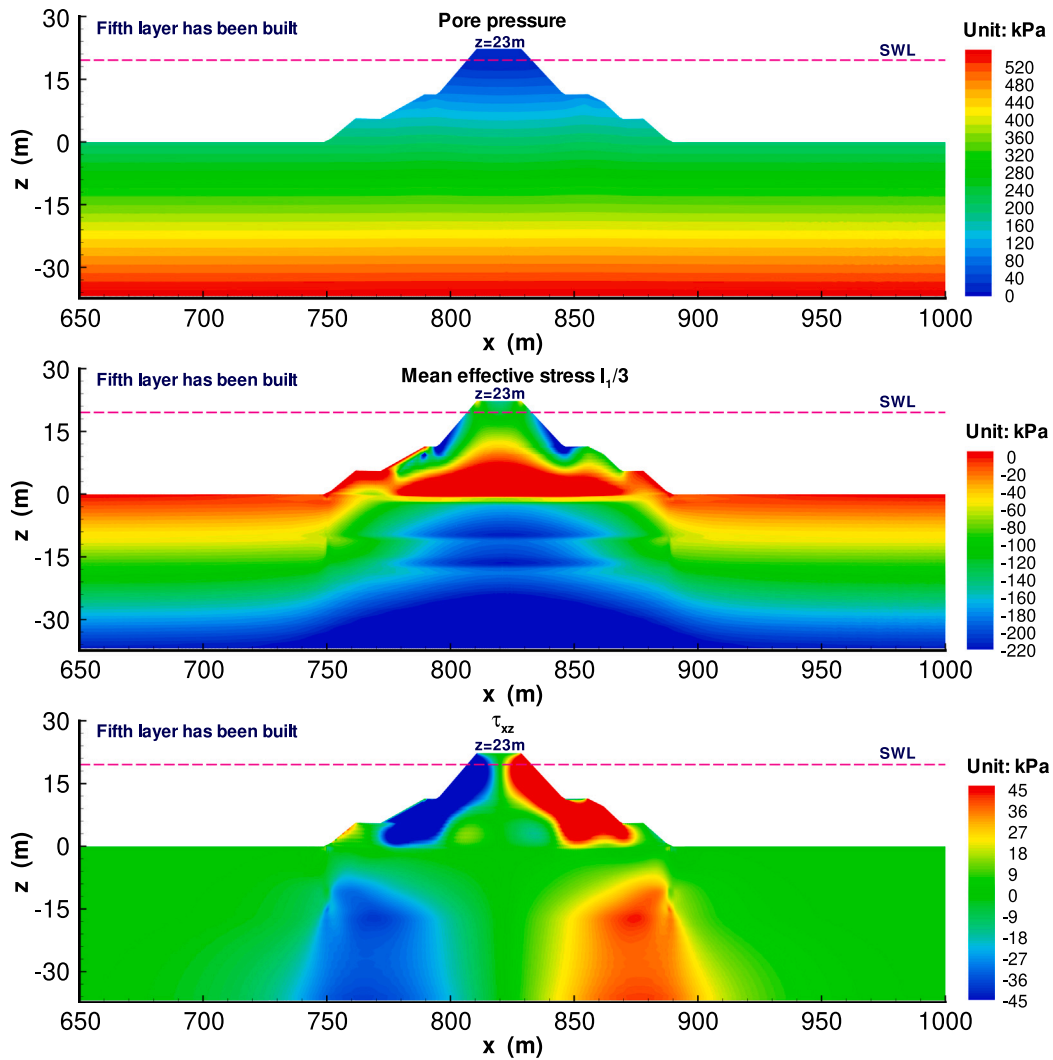 Pore pressure
Fifth layer has been built
z=23m
SWL
Unit: kPa
520
480
440
400
360
320
280
240
200
160
120
80
40
0
30
15
0
-15
-30
z (m)
650 700 750 800 850 900 950 1000
x (m)
Mean effective stress I₁/3
Fifth layer has been built
z=23m
SWL
Unit: kPa
0
-20
-40
-60
-80
-100
-120
-140
-160
-180
-200
-220
30
15
0
-15
-30
z (m)
650 700 750 800 850 900 950 1000
x (m)
τxz
Fifth layer has been built
z=23m
SWL
Unit: kPa
45
36
27
18
9
0
-9
-18
-27
-36
-45
30
15
0
-15
-30
z (m)
650 700 750 800 850 900 950 1000
x (m)